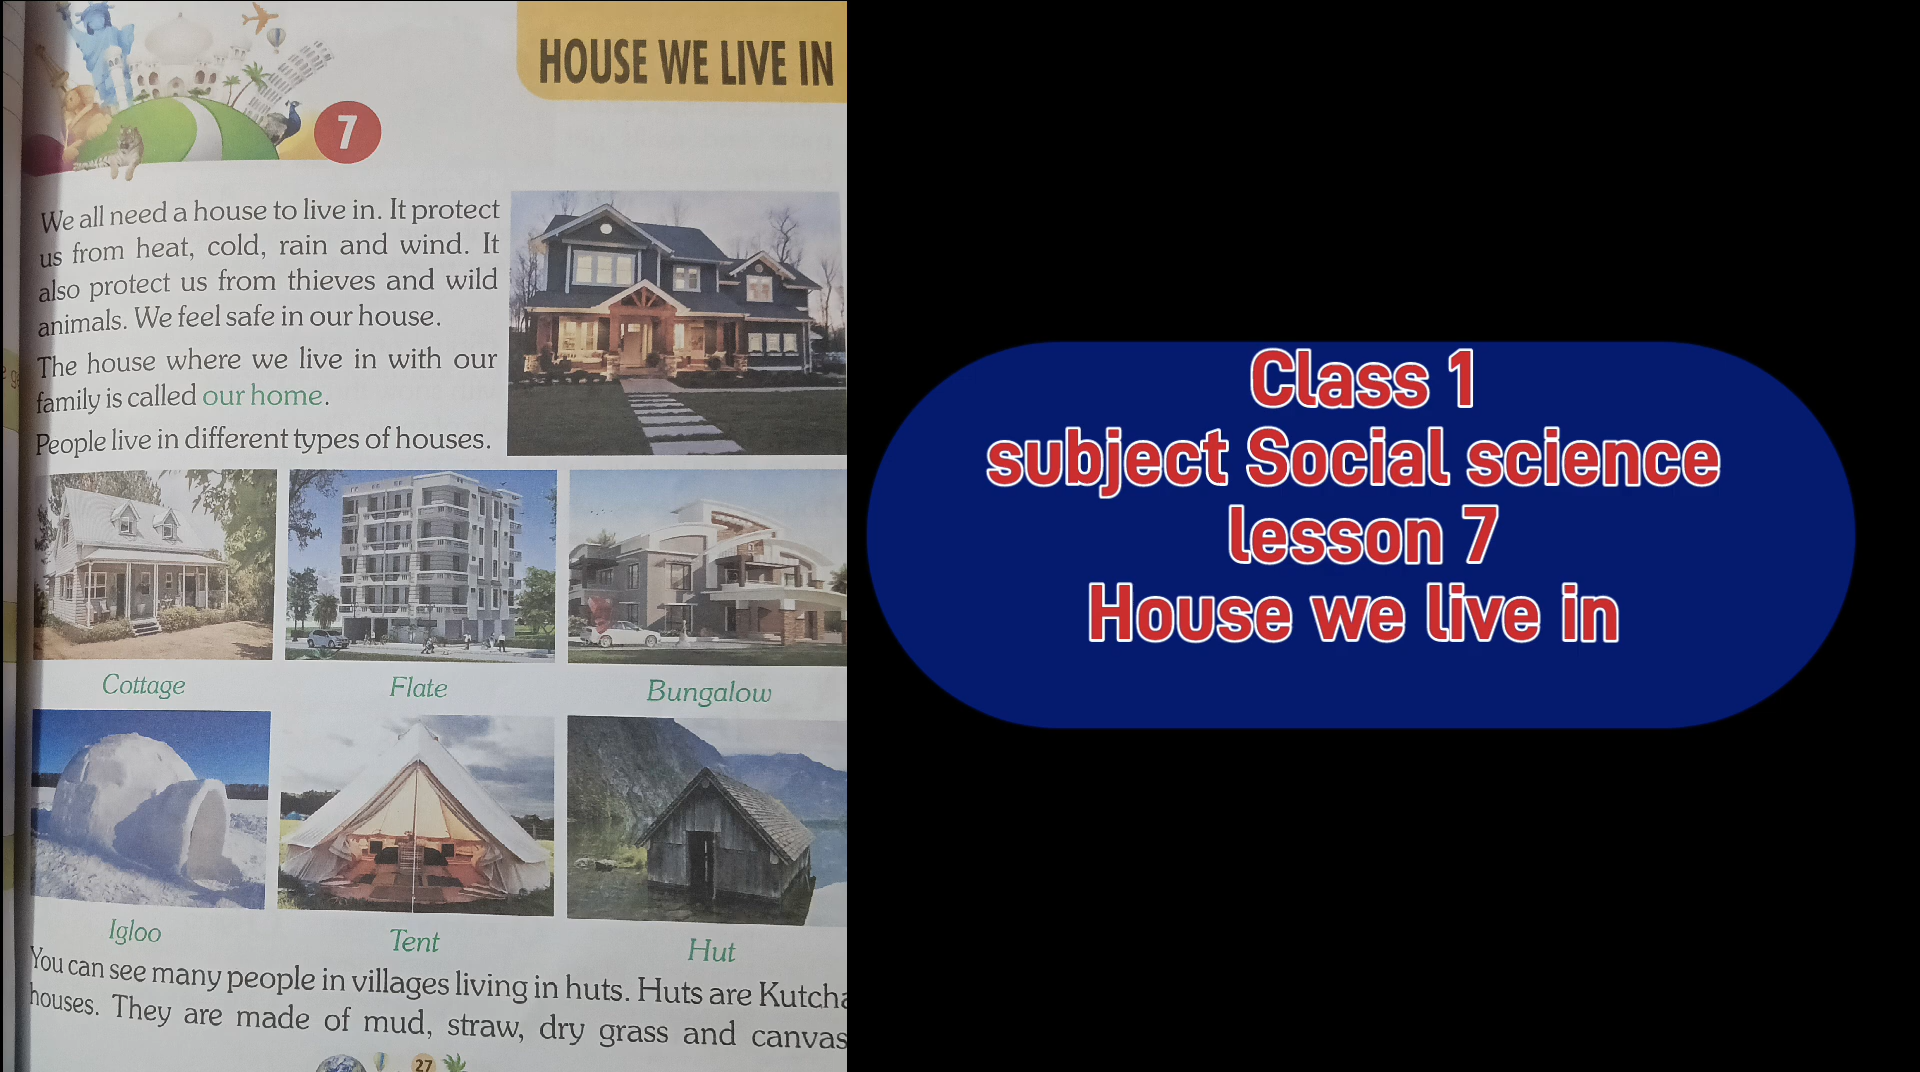 HOUSE WE LIVE IN
7
We all need a house to live in. It protect
us from heat, cold, rain and wind. It
also protect us from thieves and wild
animals. We feel safe in our house.
The house where we live in with our
family is called our home.
People live in different types of houses.
Cottage
Flate
Bungalow
Igloo
Tent
Hut
You can see many people in villages living in huts. Huts are Kutcha
houses. They are made of mud, straw, dry grass and canvas
27
Class 1
subject Social science
lesson 7
House we live in